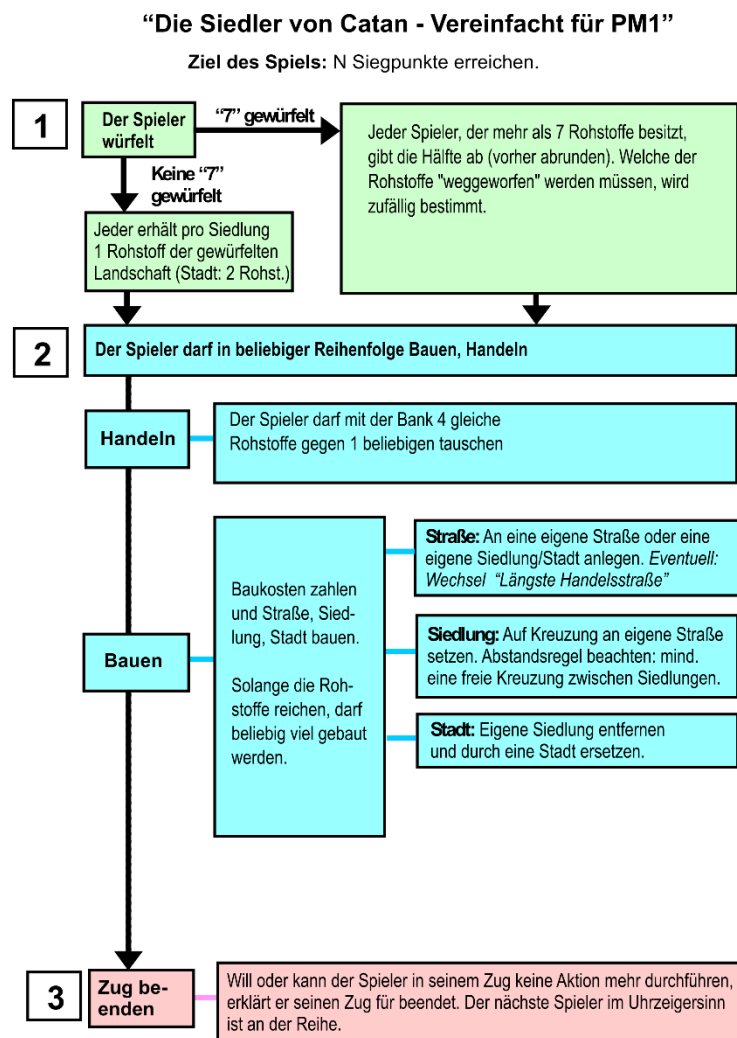 “Die Siedler von Catan - Vereinfacht für PM1”
Ziel des Spiels: N Siegpunkte erreichen.
1
Der Spieler
würfelt
“7” gewürfelt
Jeder Spieler, der mehr als 7 Rohstoffe besitzt,
gibt die Hälfte ab (vorher abrunden). Welche der
Rohstoffe "weggeworfen" werden müssen, wird
zufällig bestimmt.
Keine “7”
gewürfelt
Jeder erhält pro Siedlung
1 Rohstoff der gewürfelten
Landschaft (Stadt: 2 Rohst.)
2
Der Spieler darf in beliebiger Reihenfolge Bauen, Handeln
Handeln
Der Spieler darf mit der Bank 4 gleiche
Rohstoffe gegen 1 beliebigen tauschen
Bauen
Baukosten zahlen
und Straße, Sied-
lung, Stadt bauen.
Solange die Roh-
stoffe reichen, darf
beliebig viel gebaut
werden.
Straße: An eine eigene Straße oder eine
eigene Siedlung/Stadt anlegen. Eventuell:
Wechsel “Längste Handelsstraße”
Siedlung: Auf Kreuzung an eigene Straße
setzen. Abstandsregel beachten: mind.
eine freie Kreuzung zwischen Siedlungen.
Stadt: Eigene Siedlung entfernen
und durch eine Stadt ersetzen.
3
Zug be-
enden
Will oder kann der Spieler in seinem Zug keine Aktion mehr durchführen,
erklärt er seinen Zug für beendet. Der nächste Spieler im Uhrzeigersinn
ist an der Reihe.